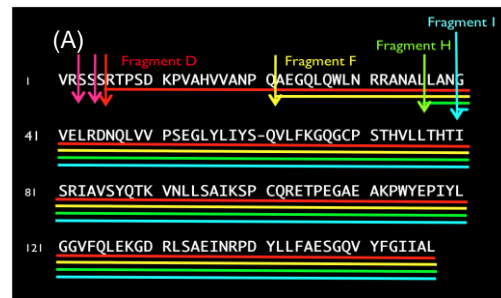 (A)
Fragment D
Fragment F
Fragment H
Fragment I
1 VRSSSRTPSD KPVAHVVANP QAEGQLQWLN RRANALLANG
41 VELRDNQLVV PSEGLYLIYS-QVLFKGQGCP STHVLLTHTI
81 SRIAVSYQTK VNLLSAIKSP CQRETPEGAE AKPWYEPIYL
121 GGVFQLEKGD RLSAEINRPD YLLFAESGQV YFGIIAL